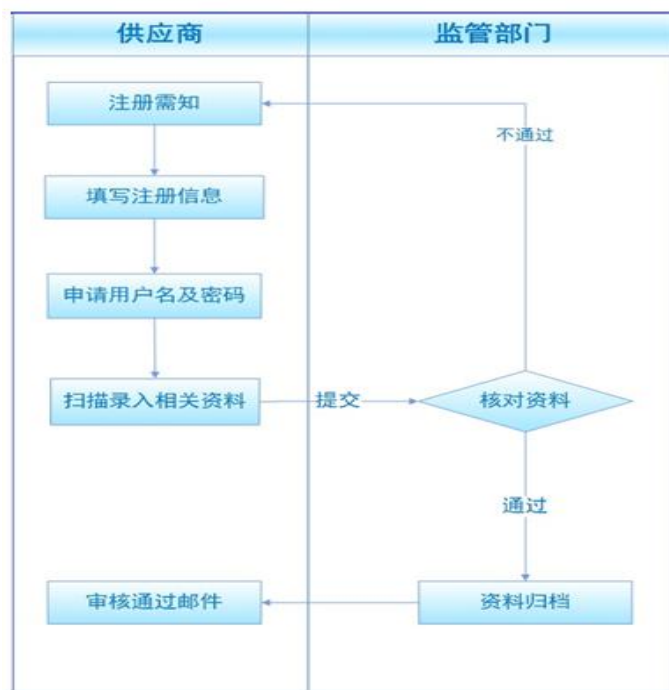 供应商
监管部门
注册需知
不通过
填写注册信息
申请用户名及密码
扫描录入相关资料
提交
核对资料
通过
审核通过邮件
资料归档